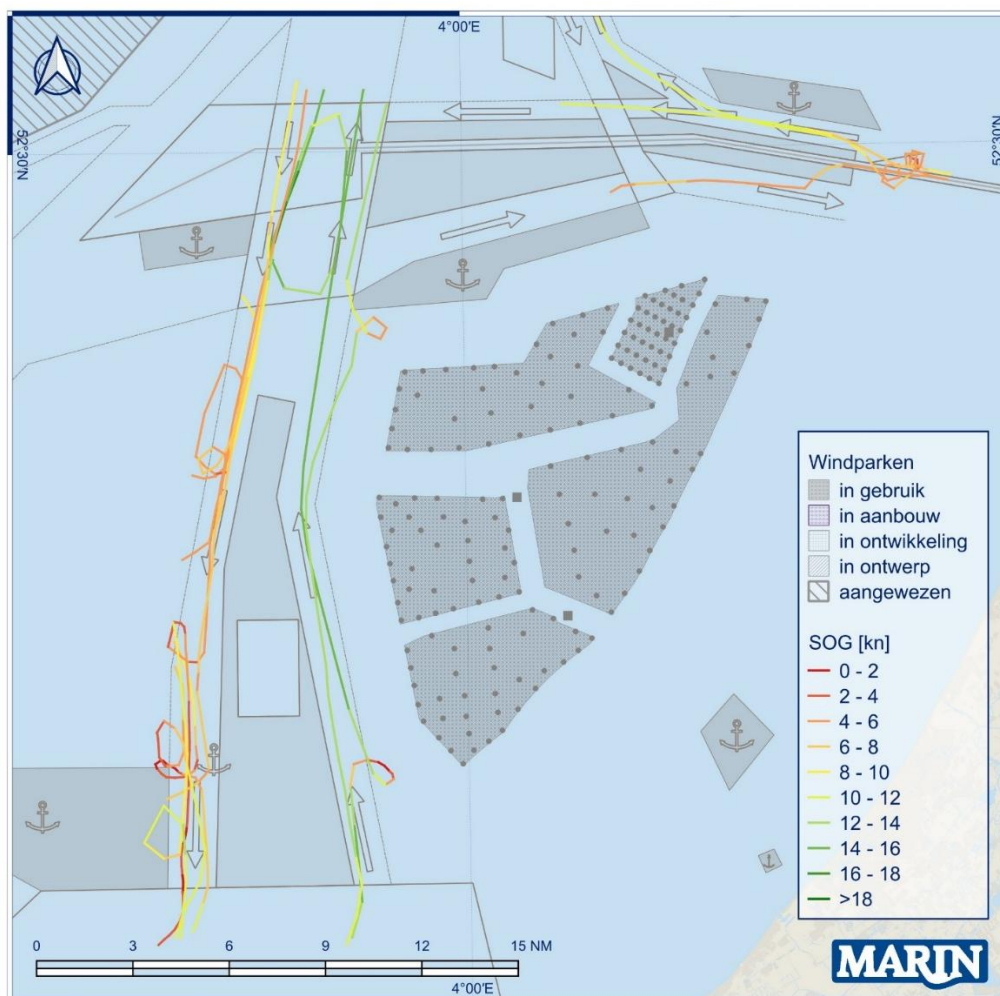 4°00'E
52°30'N
52°30'N
Windparken
in gebruik
in aanbouw
in ontwikkeling
in ontwerp
aangewezen
SOG [kn]
0 - 2
2 - 4
4 - 6
6 - 8
8 - 10
10 - 12
12 - 14
14 - 16
16 - 18
>18
0 3 6 9 12 15 NM
4°00'E
MARIN